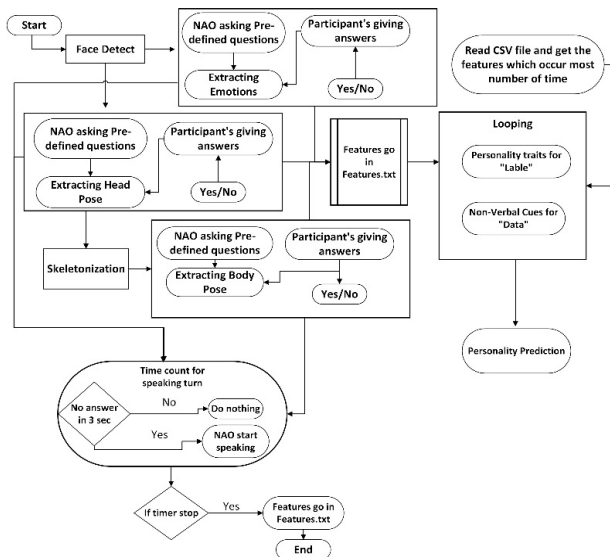 Start
Face Detect
NAO asking Pre-
defined questions
Participant's giving
answers
Extracting Emotions
Yes/No
Read CSV file and get the
features which occur most
number of time
NAO asking Pre-
defined questions
Participant's giving
answers
Extracting Head
Pose
Yes/No
Features go
in
Features.txt
Looping
Personality traits for
"Lable"
Non-Verbal Cues for
"Data"
Skeletonization
NAO asking Pre-
defined questions
Participant's giving
answers
Extracting Body
Pose
Yes/No
Personality Prediction
Time count for
speaking turn
No answer
in 3 sec
No
Do nothing
Yes
NAO start
speaking
If timer stop
Yes
Features go in
Features.txt
End